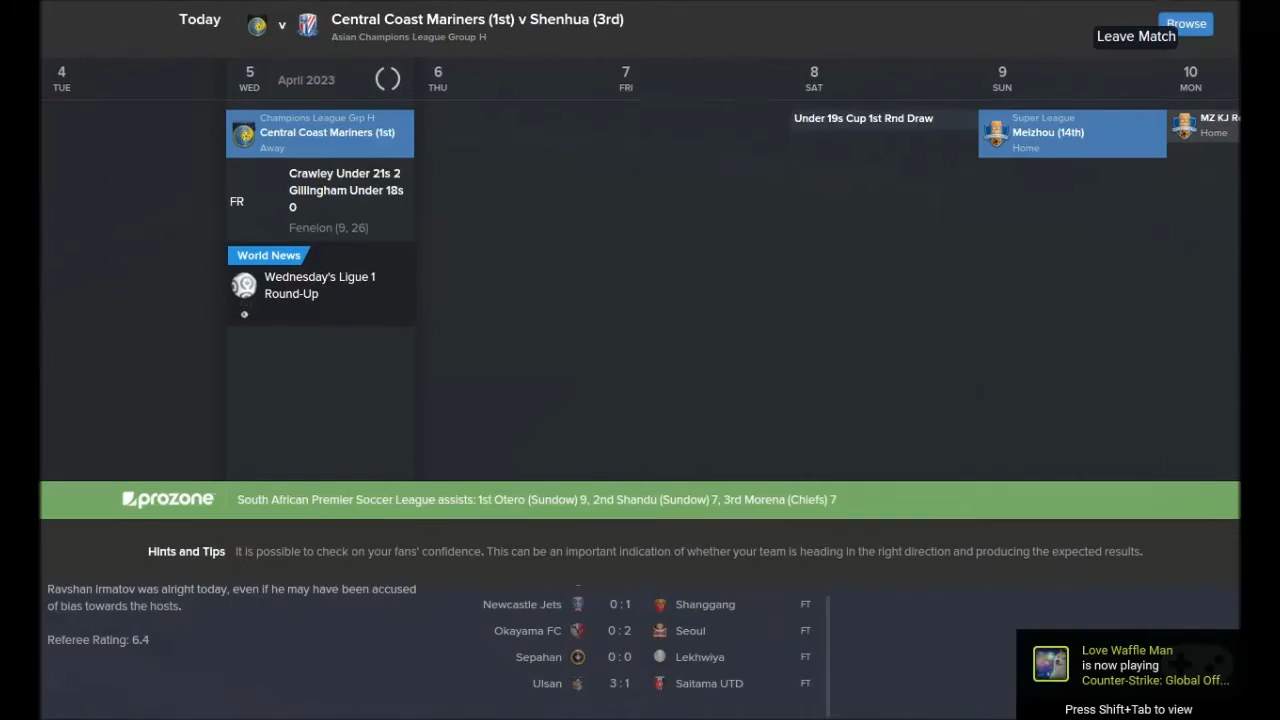 Today
v
Central Coast Mariners (1st) v Shenhua (3rd)
Asian Champions League Group H
Browse
Leave Match
4
TUE
5
WED
April 2023
6
THU
7
FRI
8
SAT
9
SUN
10
MON
Champions League Grp H
Central Coast Mariners (1st)
Away
Under 19s Cup 1st Rnd Draw
Super League
Meizhou (14th)
Home
MZ KJ R
Home
FR
Crawley Under 21s 2
Gillingham Under 18s
0
Fenelon (9, 26)
World News
Wednesday's Ligue 1
Round-Up
prozone
South African Premier Soccer League assists: 1st Otero (Sundow) 9, 2nd Shandu (Sundow) 7, 3rd Morena (Chiefs) 7
Hints and Tips It is possible to check on your fans' confidence. This can be an important indication of whether your team is heading in the right direction and producing the expected results.
Ravshan Irmatov was alright today, even if he may have been accused
of bias towards the hosts.
Referee Rating: 6.4
Newcastle Jets 0 : 1 Shanggang FT
Okayama FC 0 : 2 Seoul FT
Sepahan 0 : 0 Lekhwiya FT
Ulsan 3 : 1 Saitama UTD FT
Love Waffle Man
is now playing
Counter-Strike: Global Off...
Press Shift+Tab to view